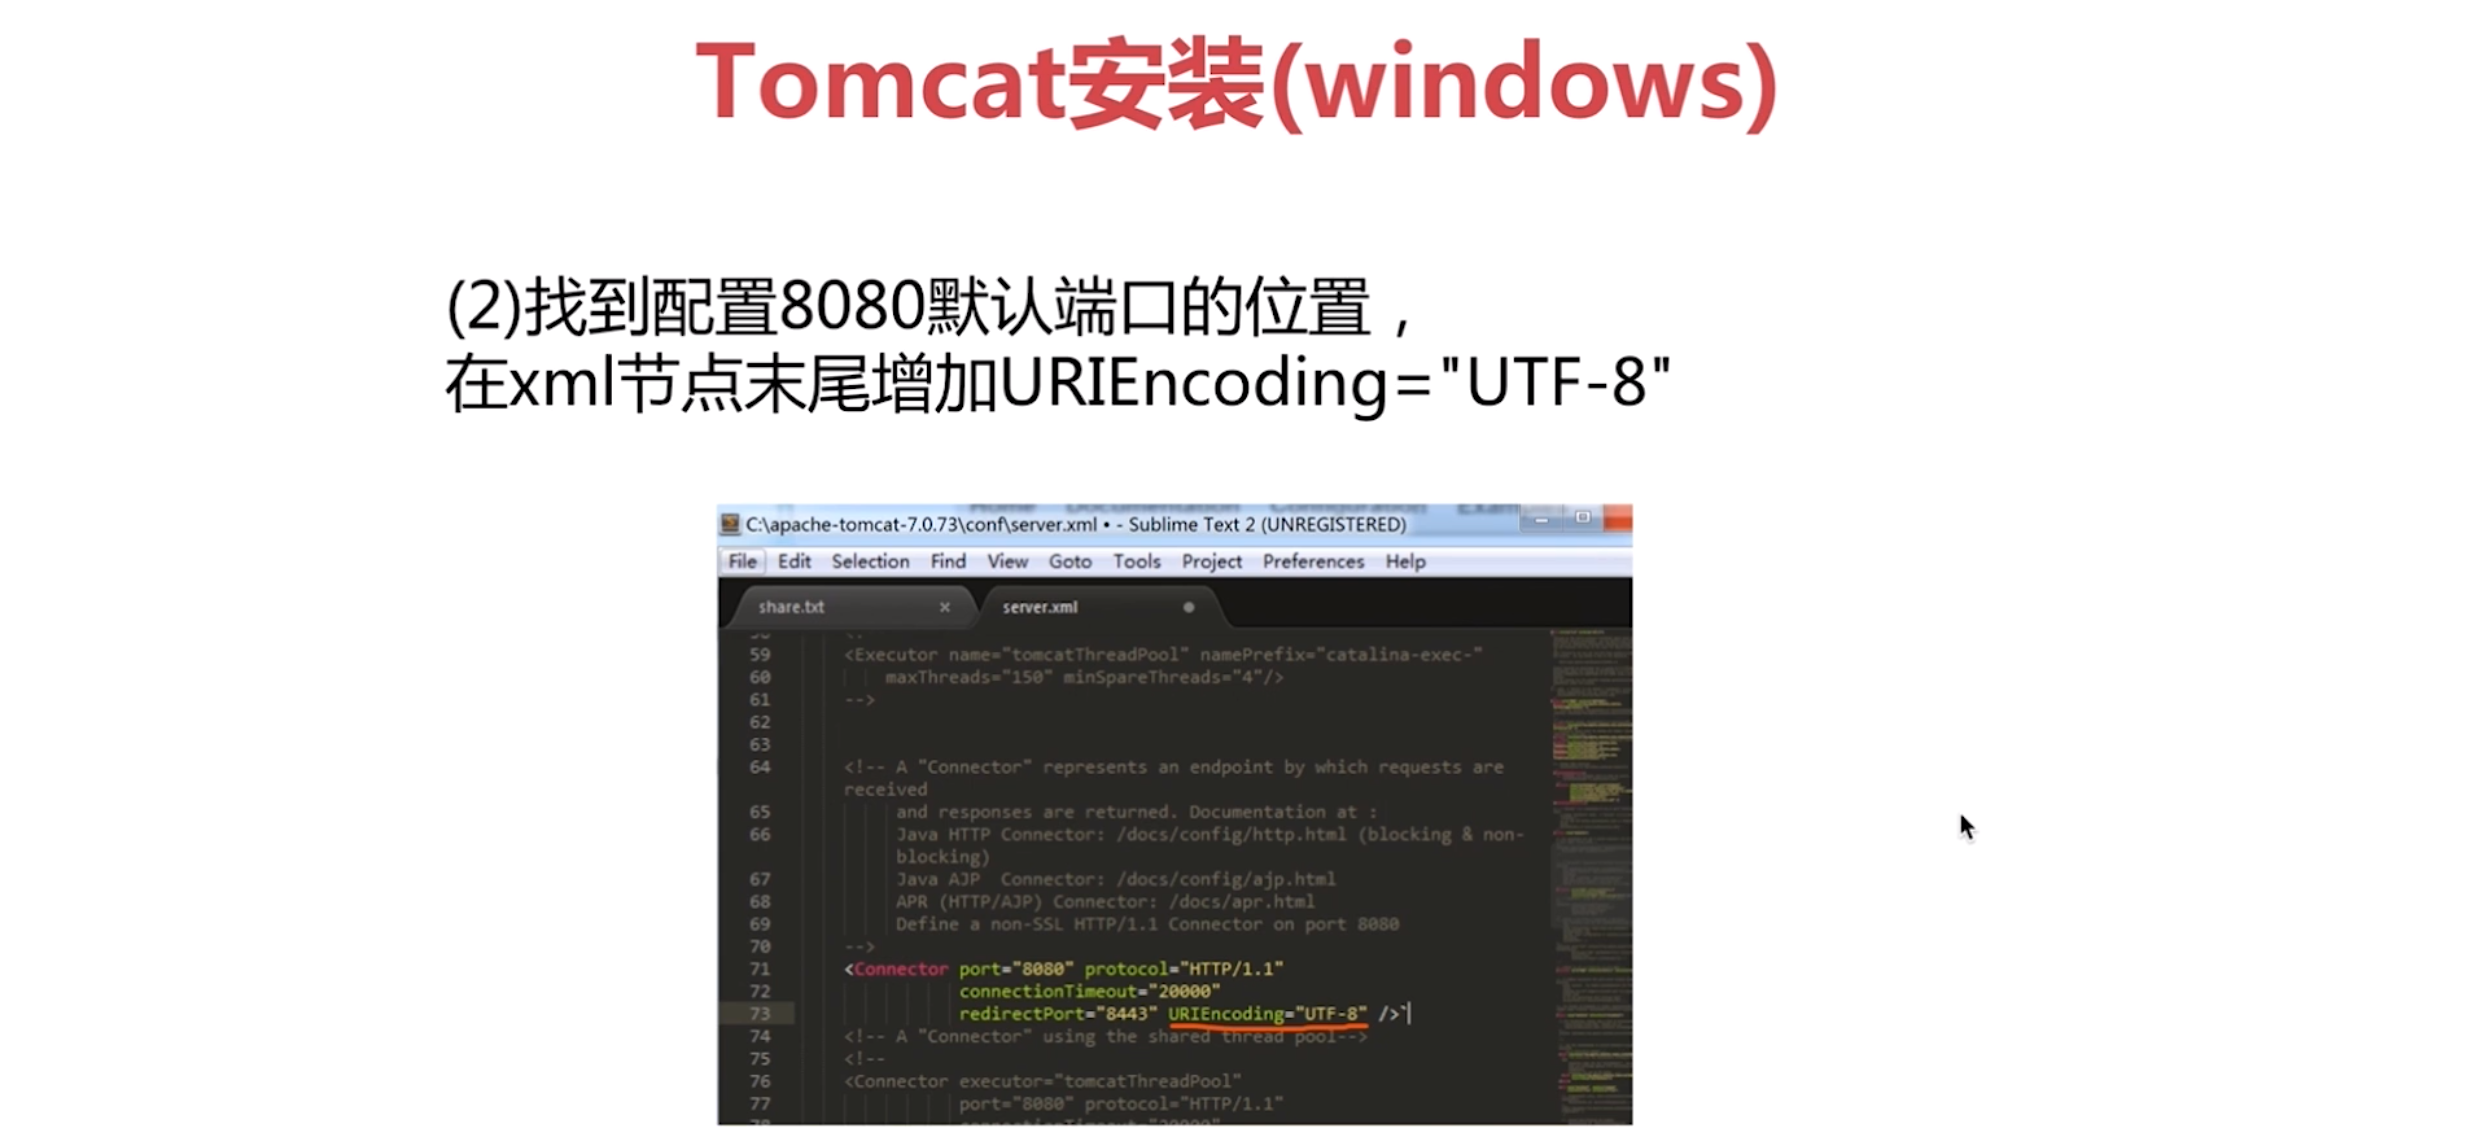 Tomcat安装(windows)
(2)找到配置8080默认端口的位置，
在xml节点末尾增加URIEncoding="UTF-8"
C:\apache-tomcat-7.0.73\conf\server.xml • - Sublime Text 2 (UNREGISTERED)
File Edit Selection Find View Goto Tools Project Preferences Help
share.txt × server.xml
59 <Executor name="tomcatThreadPool" namePrefix="catalina-exec-"
60 maxThreads="150" minSpareThreads="4"/>
61 -->
62
63
64 <!-- A "Connector" represents an endpoint by which requests are
received
65 and responses are returned. Documentation at :
66 Java HTTP Connector: /docs/config/http.html (blocking & non-
blocking)
67 Java AJP  Connector: /docs/config/ajp.html
68 APR (HTTP/AJP) Connector: /docs/apr.html
69 Define a non-SSL HTTP/1.1 Connector on port 8080
70 -->
71 <Connector port="8080" protocol="HTTP/1.1"
72 connectionTimeout="20000"
73 redirectPort="8443" URIEncoding="UTF-8" />`
74 <!-- A "Connector" using the shared thread pool-->
75 <!--
76 <Connector executor="tomcatThreadPool"
77 port="8080" protocol="HTTP/1.1"